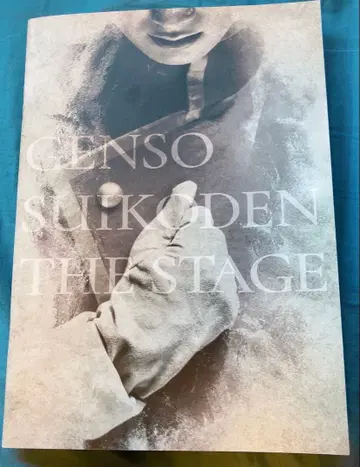 GENSO
SUIKODEN
THE STAGE